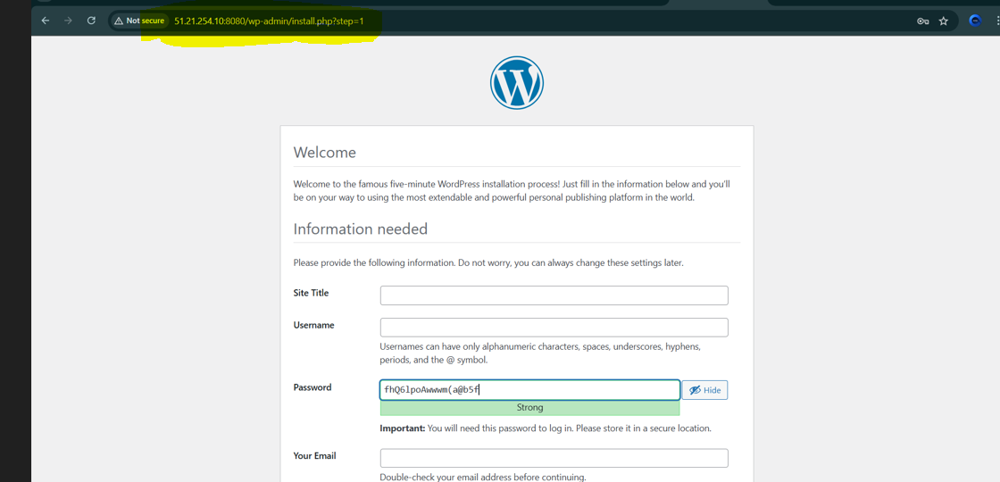 Not secure 51.21.254.10:8080/wp-admin/install.php?step=1
W
Welcome
Welcome to the famous five-minute WordPress installation process! Just fill in the information below and you'll
be on your way to using the most extendable and powerful personal publishing platform in the world.
Information needed
Please provide the following information. Do not worry, you can always change these settings later.
Site Title
Username
Usernames can have only alphanumeric characters, spaces, underscores, hyphens,
periods, and the @ symbol.
Password fhQ6lpoAwwwm(a@b5f Hide
Strong
Important: You will need this password to log in. Please store it in a secure location.
Your Email
Double-check your email address before continuing.